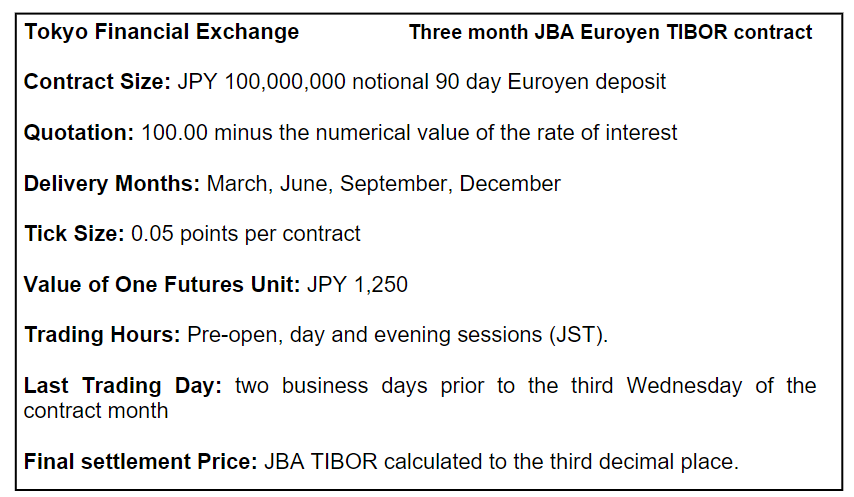 Tokyo Financial Exchange Three month JBA Euroyen TIBOR contract
Contract Size: JPY 100,000,000 notional 90 day Euroyen deposit
Quotation: 100.00 minus the numerical value of the rate of interest
Delivery Months: March, June, September, December
Tick Size: 0.05 points per contract
Value of One Futures Unit: JPY 1,250
Trading Hours: Pre-open, day and evening sessions (JST).
Last Trading Day: two business days prior to the third Wednesday of the
contract month
Final settlement Price: JBA TIBOR calculated to the third decimal place.